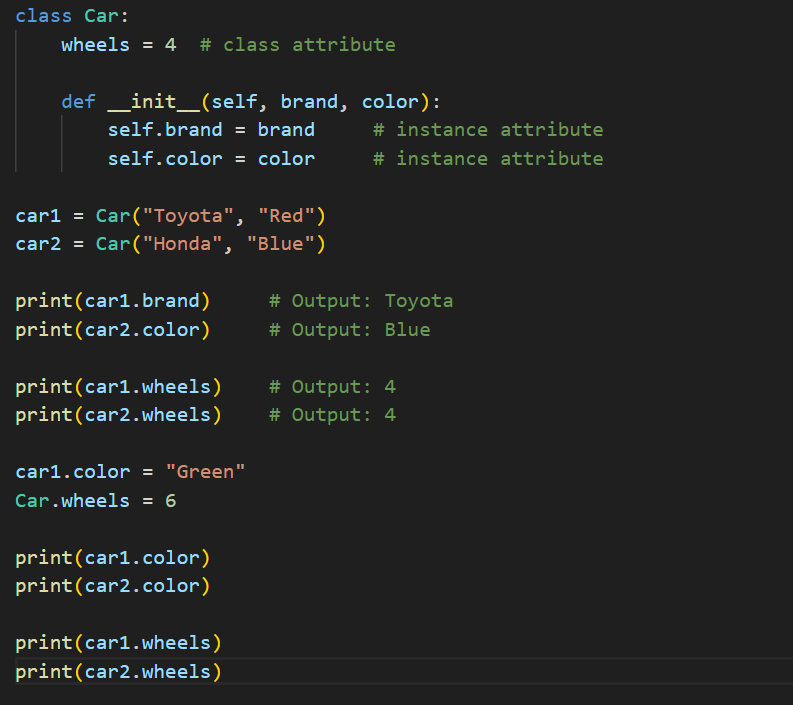 class Car:
    wheels = 4  # class attribute

    def __init__(self, brand, color):
        self.brand = brand     # instance attribute
        self.color = color     # instance attribute

car1 = Car("Toyota", "Red")
car2 = Car("Honda", "Blue")

print(car1.brand)     # Output: Toyota
print(car2.color)     # Output: Blue

print(car1.wheels)    # Output: 4
print(car2.wheels)    # Output: 4

car1.color = "Green"
Car.wheels = 6

print(car1.color)
print(car2.color)

print(car1.wheels)
print(car2.wheels)